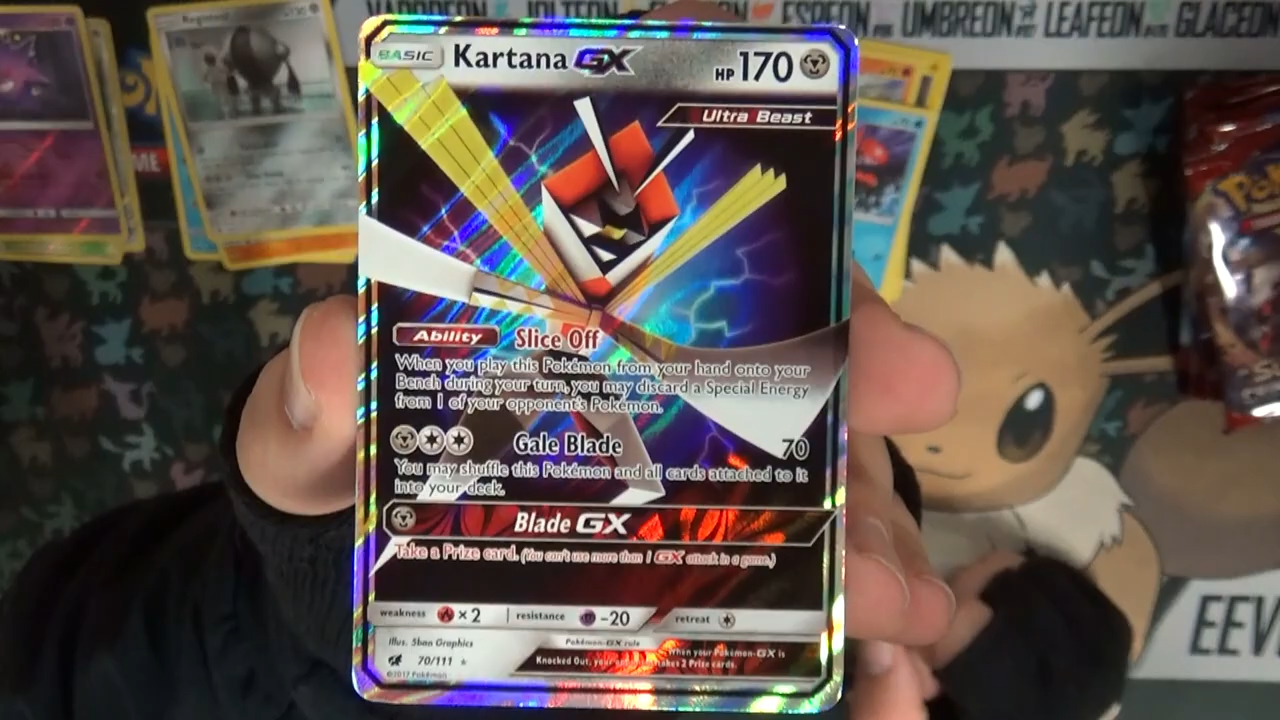 VAPOREON JOLTEON ESPEON UMBREON LEAFEON GLACEON
Registeel
BASIC Kartana GX HP 170
Ultra Beast
ME
Ability Slice Off
When you play this Pokémon from your hand onto your
Bench during your turn, you may discard a Special Energy
from 1 of your opponent's Pokémon.
Gale Blade 70
You may shuffle this Pokémon and all cards attached to it
into your deck.
Blade GX
Take a Prize card. (You can't use more than 1 GX attack in a game.)
weakness ×2 resistance -20 retreat
Illus. 5ban Graphics
Pokémon-GX rule
When your Pokémon-GX is
Knocked Out, your takes 2 Prize cards.
70/111
©2017 Pokémon
EEV